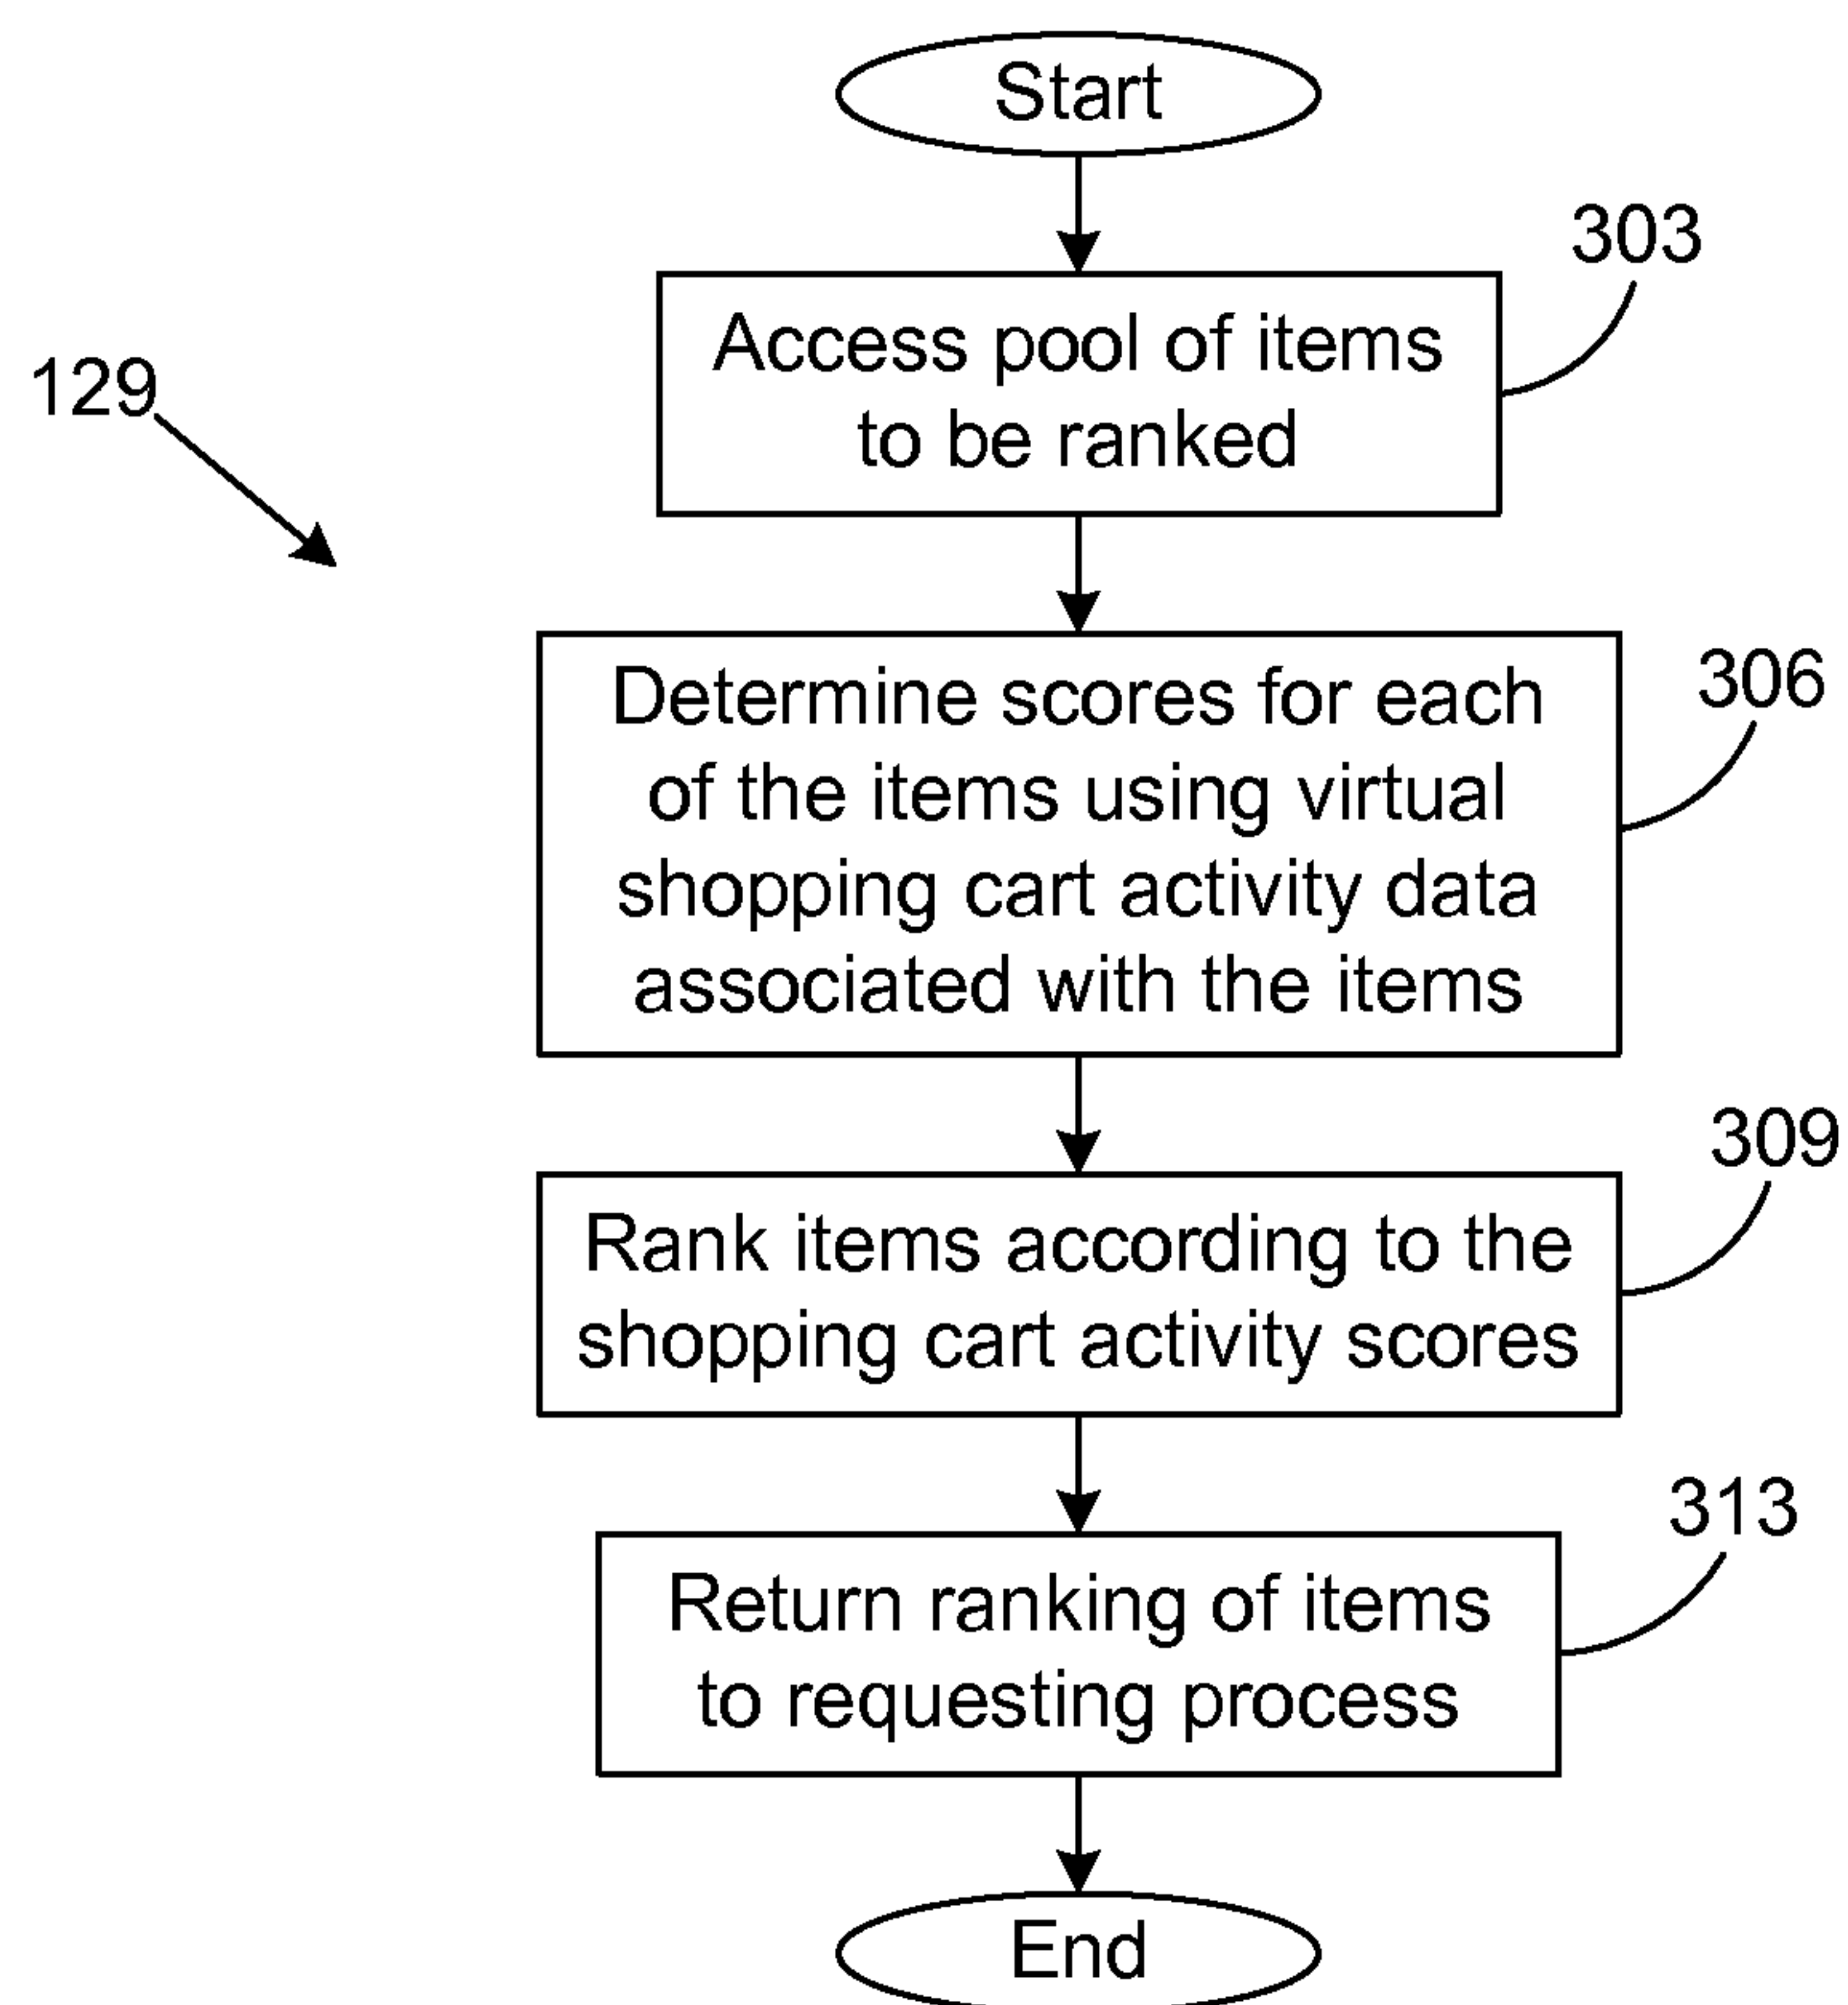 Start
303
Access pool of items
to be ranked
129
306
Determine scores for each
of the items using virtual
shopping cart activity data
associated with the items
309
Rank items according to the
shopping cart activity scores
313
Return ranking of items
to requesting process
End